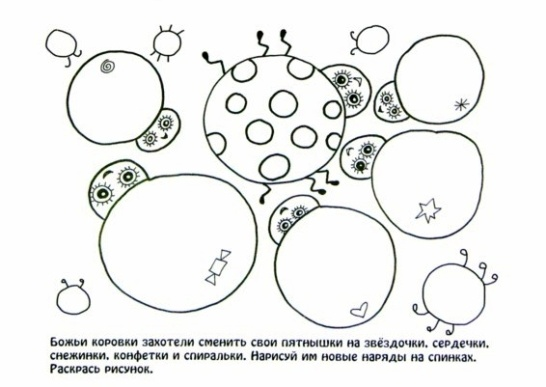 Божьи коровки захотели сменить свои пятнышки на звёздочки, сердечки,
снежинки, конфетки и спиральки. Нарисуй им новые наряды на спинках.
Раскрась рисунок.